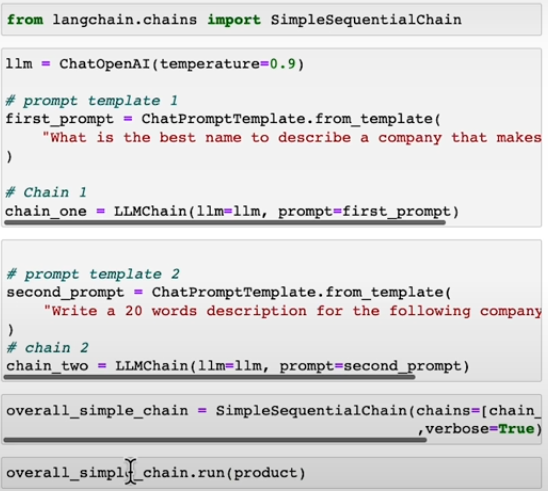 from langchain.chains import SimpleSequentialChain
llm = ChatOpenAI(temperature=0.9)
# prompt template 1
first_prompt = ChatPromptTemplate.from_template(
"What is the best name to describe a company that makes
)
# Chain 1
chain_one = LLMChain(llm=llm, prompt=first_prompt)
# prompt template 2
second_prompt = ChatPromptTemplate.from_template(
"Write a 20 words description for the following company
)
# chain 2
chain_two = LLMChain(llm=llm, prompt=second_prompt)
overall_simple_chain = SimpleSequentialChain(chains=[chain_
,verbose=True)
overall_simple_chain.run(product)